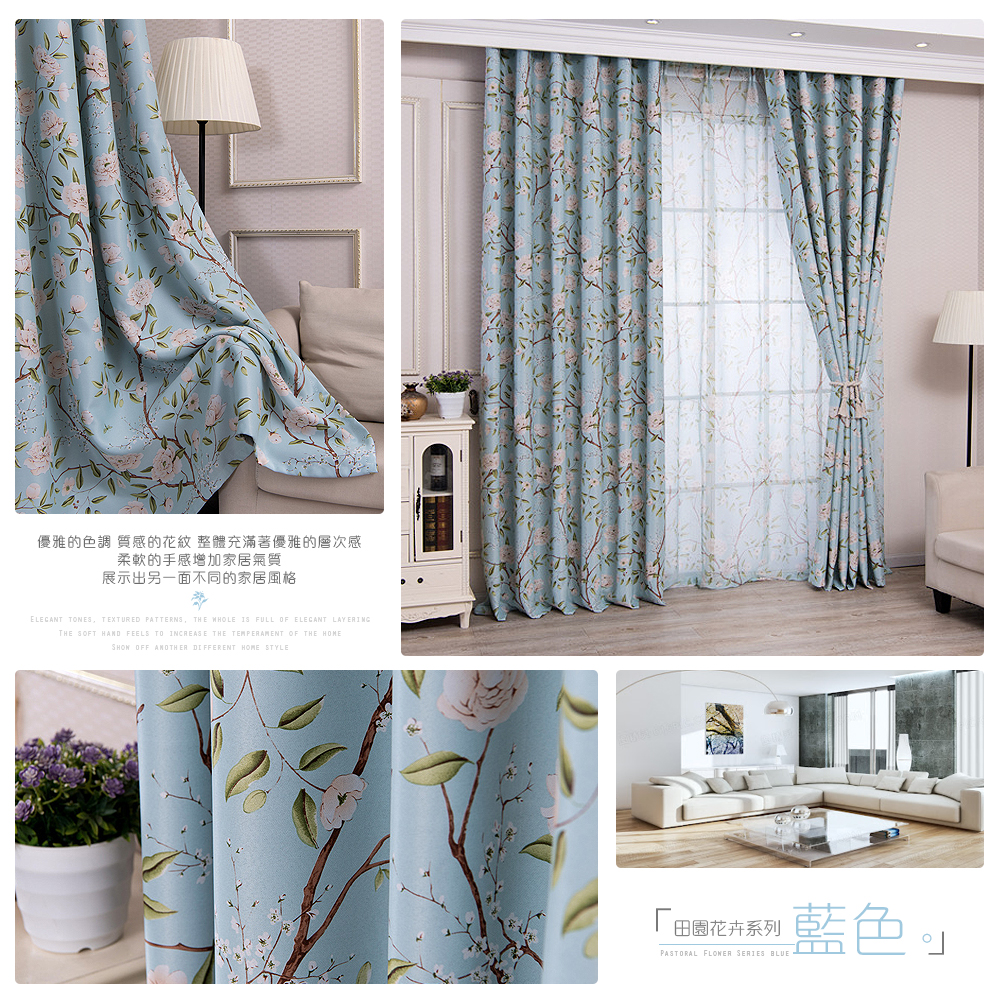 優雅的色調 質感的花紋 整體充滿著優雅的層次感
柔軟的手感增加家居氣質
展示出另一面不同的家居風格
ELEGANT TONES, TEXTURED PATTERNS, THE WHOLE IS FULL OF ELEGANT LAYERING
THE SOFT HAND FEELS TO INCREASE THE TEMPERAMENT OF THE HOME
SHOW OFF ANOTHER DIFFERENT HOME STYLE
「田園花卉系列 藍色。」
PASTORAL FLOWER SERIES BLUE